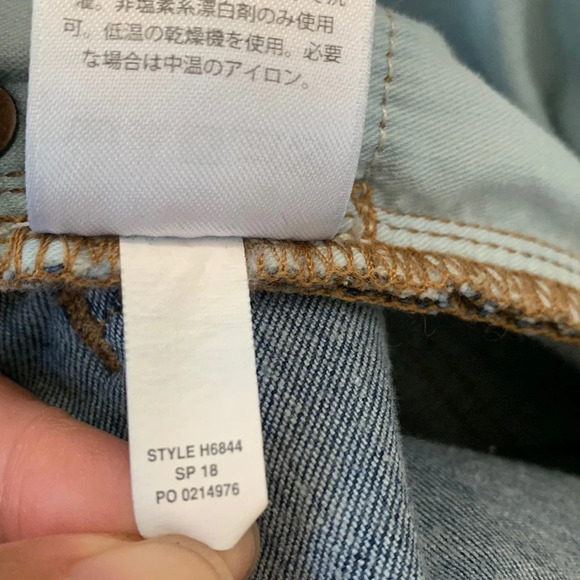 濯。非塩素系漂白剤のみ使用
可。低温の乾燥機を使用。必要
な場合は中温のアイロン。
STYLE H6844
SP 18
PO 0214976